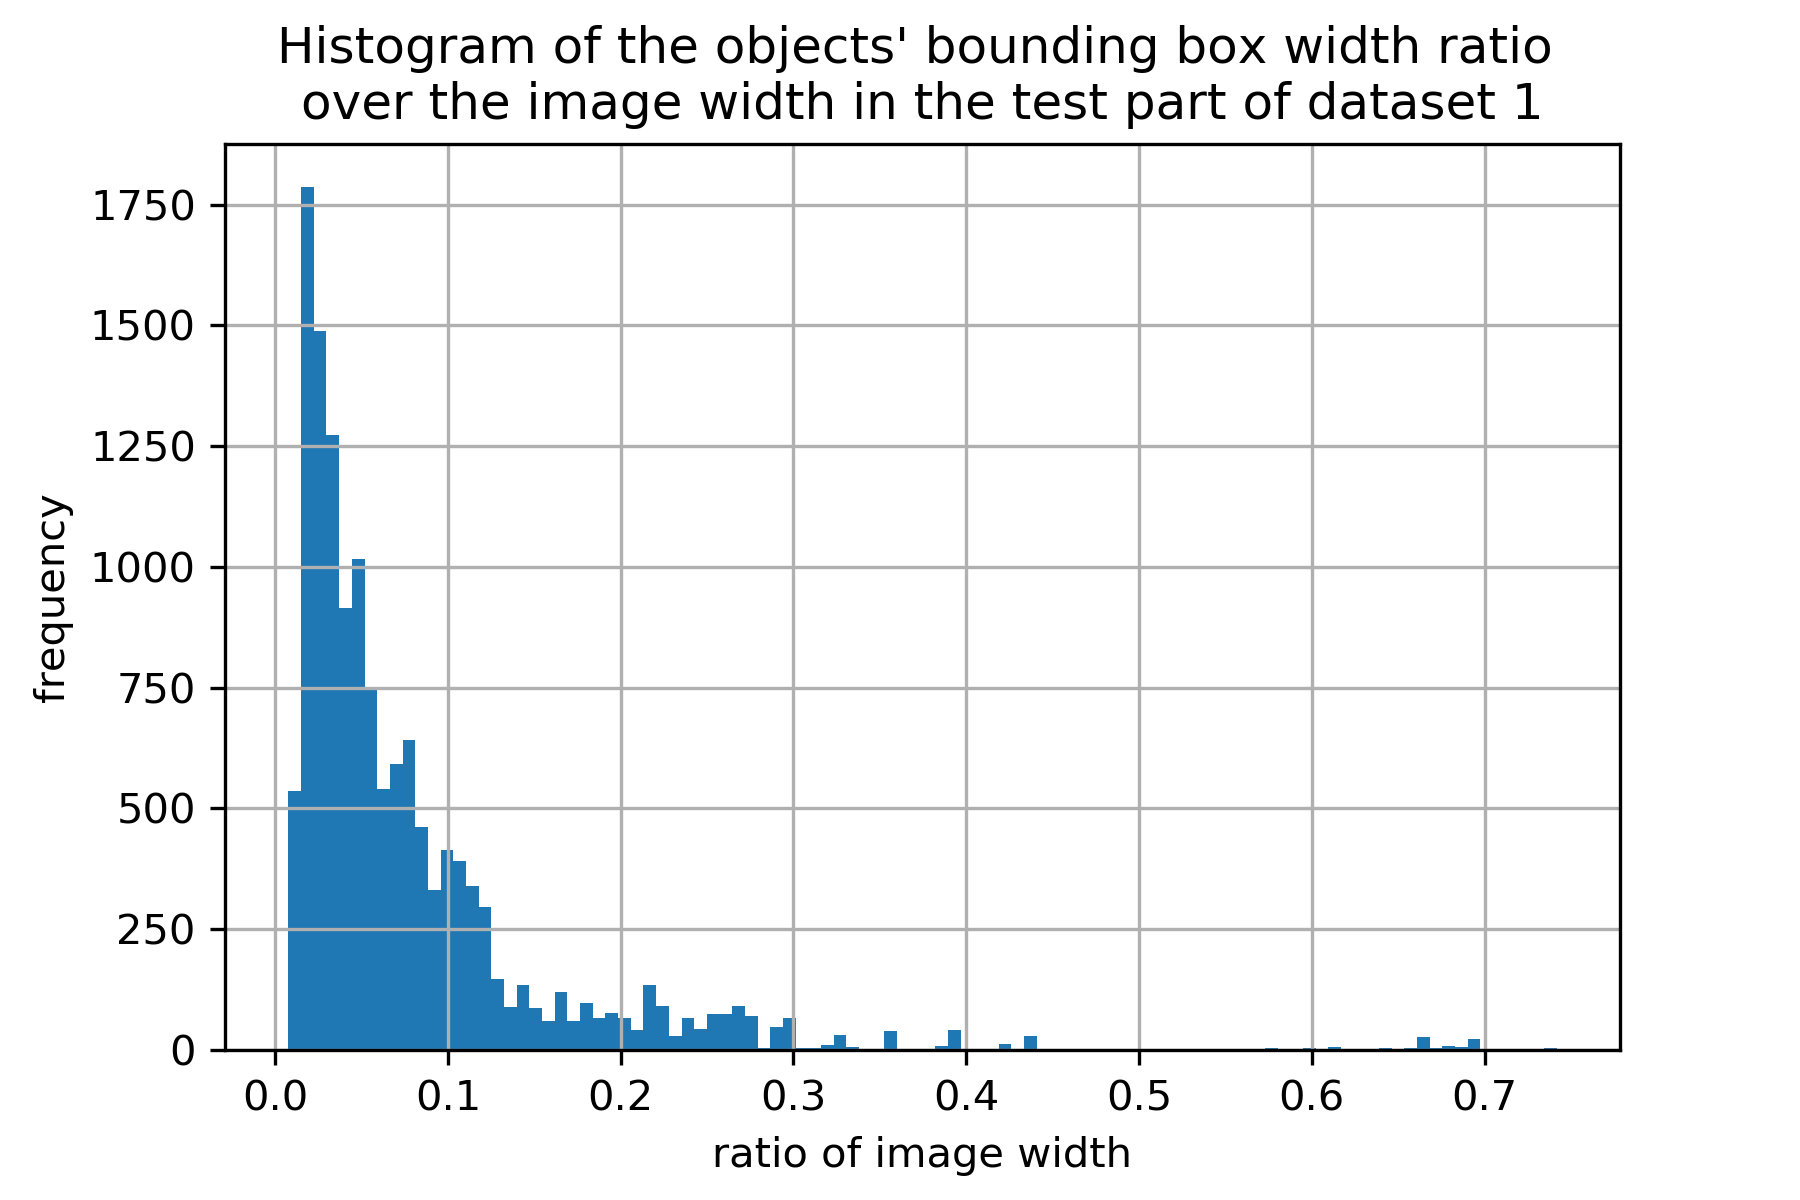 Histogram of the objects' bounding box width ratio
over the image width in the test part of dataset 1
1750
1500
1250
1000
750
500
250
0
frequency
0.0 0.1 0.2 0.3 0.4 0.5 0.6 0.7
ratio of image width